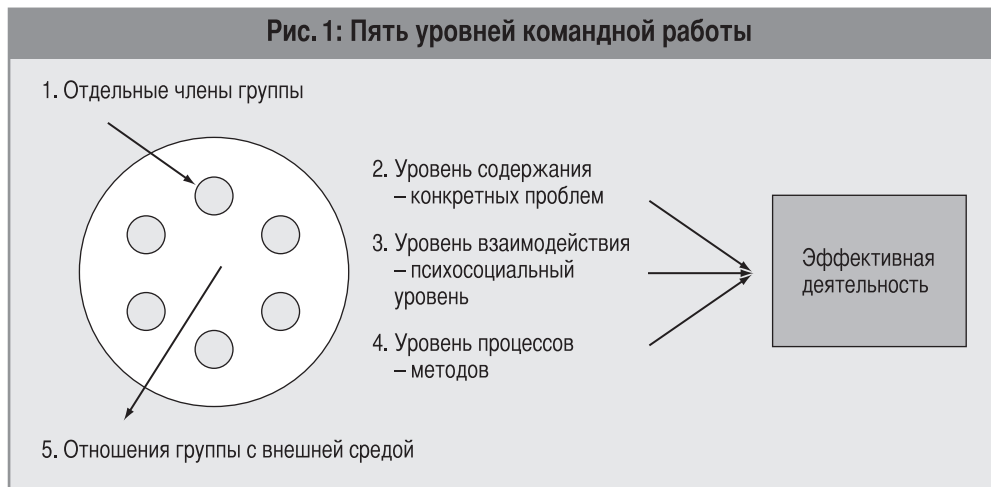 Рис. 1: Пять уровней командной работы
1. Отдельные члены группы
2. Уровень содержания
– конкретных проблем
3. Уровень взаимодействия
– психосоциальный
уровень
4. Уровень процессов
– методов
Эффективная
деятельность
5. Отношения группы с внешней средой